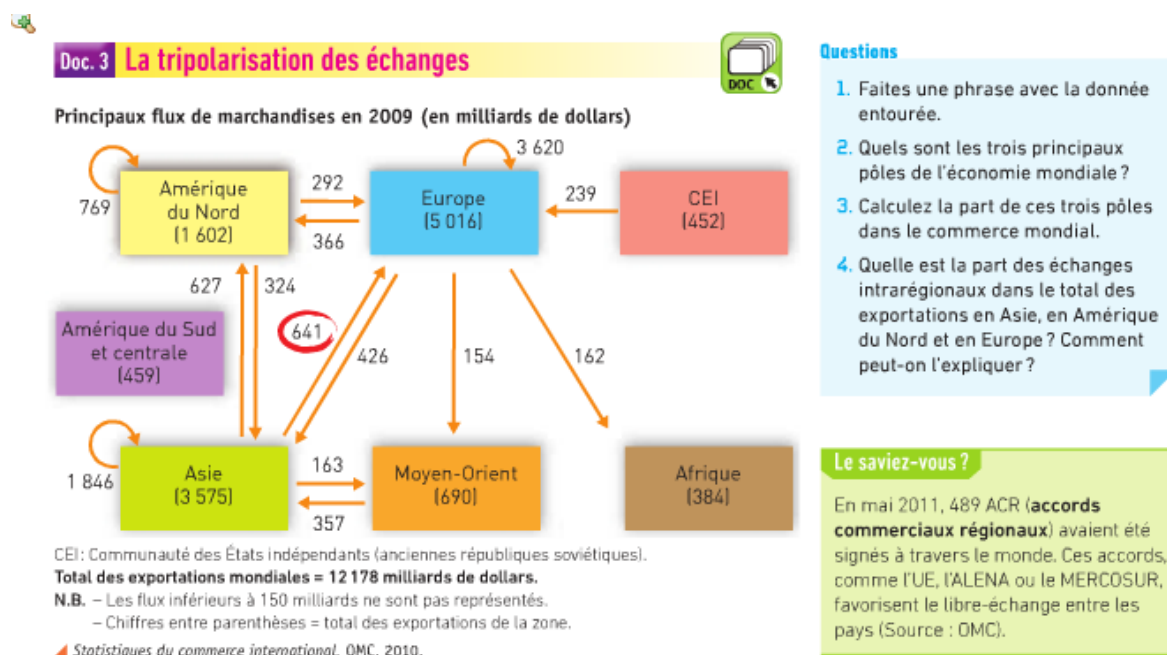 Doc. 3 La tripolarisation des échanges
DOC
Principaux flux de marchandises en 2009 (en milliards de dollars)
3 620
769
Amérique
du Nord
(1 602)
292
366
Europe
(5 016)
239
CEI
(452)
627
324
Amérique du Sud
et centrale
(459)
641
426
154
162
1 846
Asie
(3 575)
163
357
Moyen-Orient
(690)
Afrique
(384)
CEI : Communauté des États indépendants (anciennes républiques soviétiques).
Total des exportations mondiales = 12 178 milliards de dollars.
N.B. – Les flux inférieurs à 150 milliards ne sont pas représentés.
– Chiffres entre parenthèses = total des exportations de la zone.
Statistiques du commerce international, OMC, 2010.
Questions
1. Faites une phrase avec la donnée
entourée.
2. Quels sont les trois principaux
pôles de l'économie mondiale ?
3. Calculez la part de ces trois pôles
dans le commerce mondial.
4. Quelle est la part des échanges
intrarégionaux dans le total des
exportations en Asie, en Amérique
du Nord et en Europe ? Comment
peut-on l'expliquer ?
Le saviez-vous ?
En mai 2011, 489 ACR (accords
commerciaux régionaux) avaient été
signés à travers le monde. Ces accords,
comme l'UE, l'ALENA ou le MERCOSUR,
favorisent le libre-échange entre les
pays (Source : OMC).